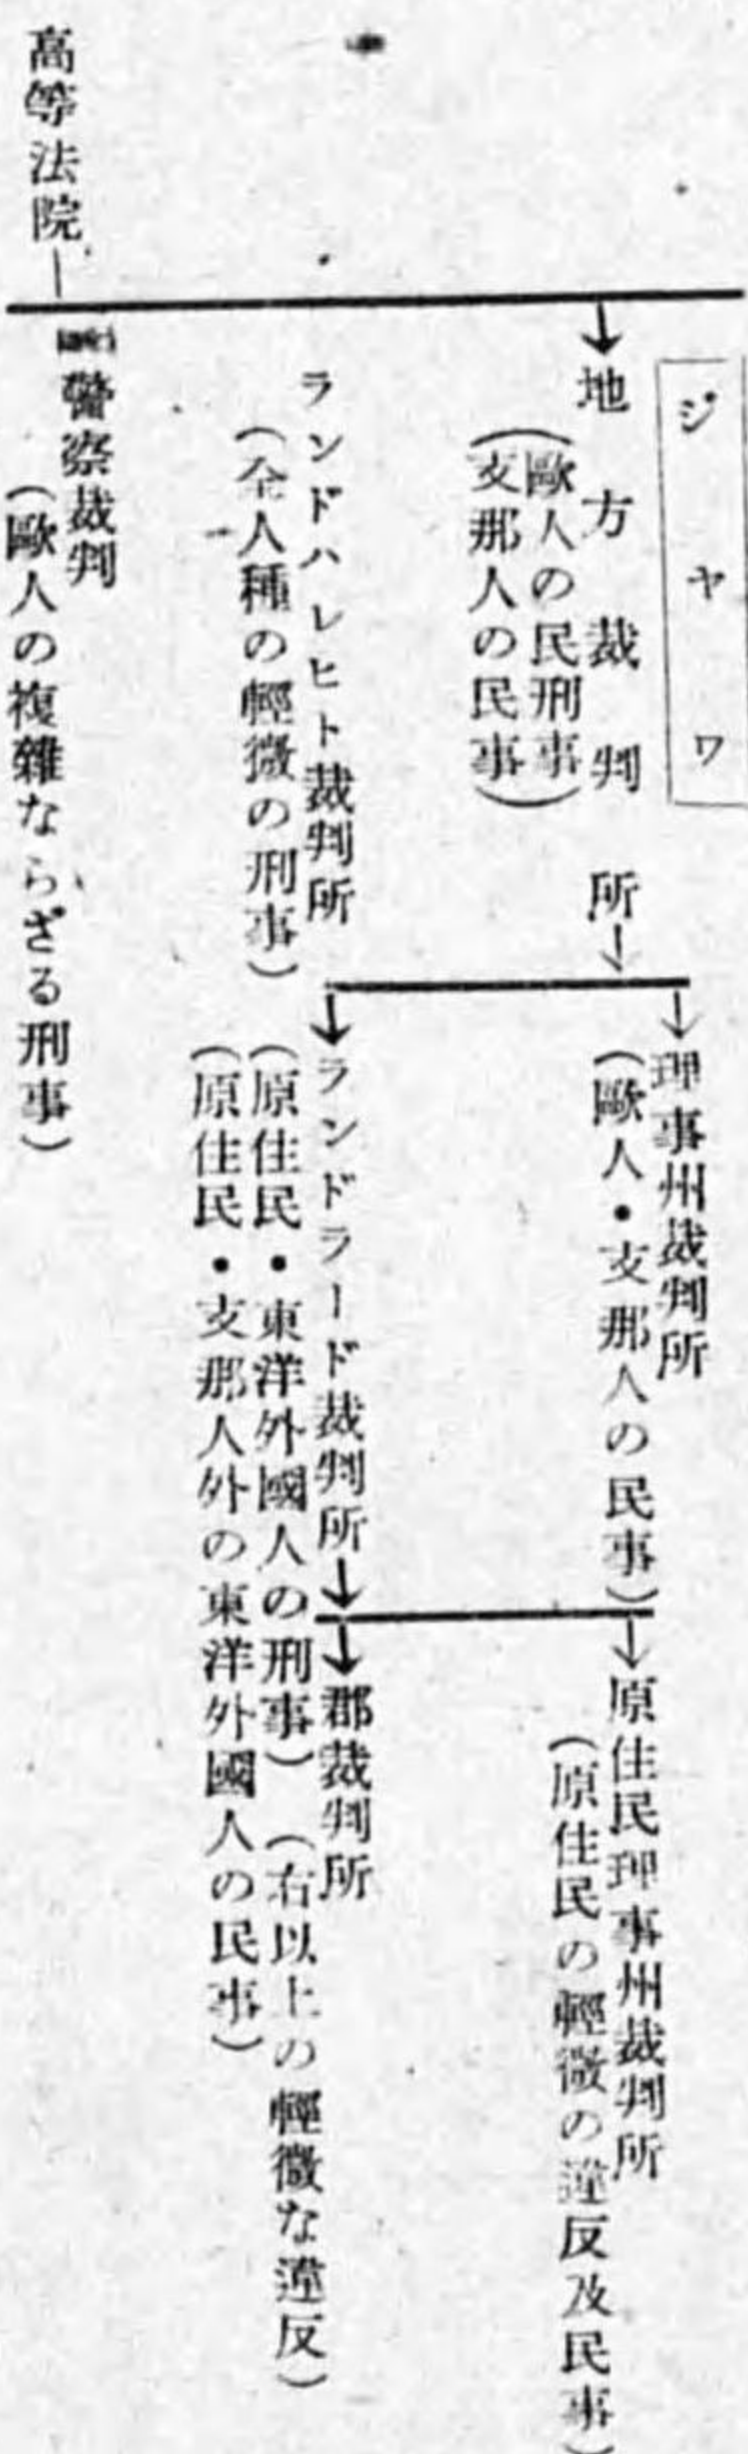 ジヤワ
高等法院
地方裁判所
（歐人の民刑事）
（支那人の民事）
ランドハレヒト裁判所
（全人種の輕微の刑事）
警察裁判
（歐人の複雜ならざる刑事）
理事州裁判所
（歐人・支那人の民事）
ランドラード裁判所
（原住民・東洋外國人の刑事）
（原住民・支那人外の東洋外國人の民事）
原住民理事州裁判所
（原住民の輕微の違反及民事）
郡裁判所
（右以上の輕微な違反）